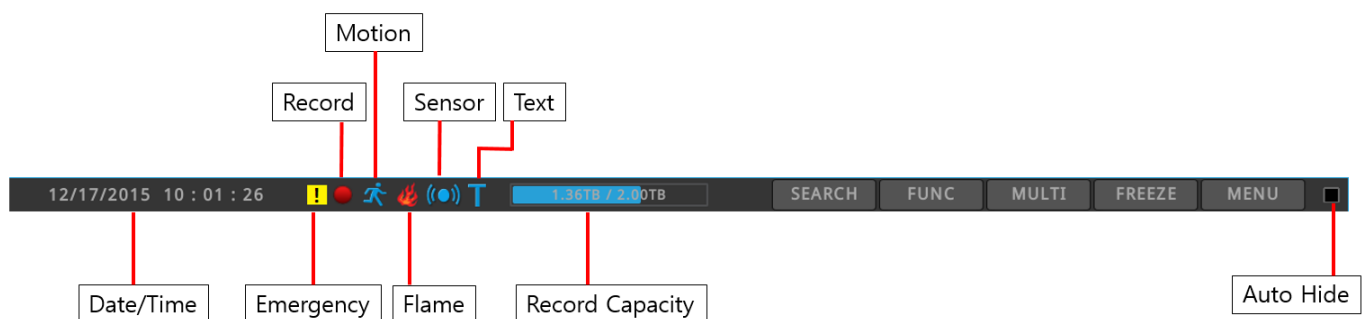 Motion
Record
Sensor
Text
12/17/2015 10 : 01 : 26
!
T
1.36TB / 2.00TB
SEARCH
FUNC
MULTI
FREEZE
MENU
Date/Time
Emergency
Flame
Record Capacity
Auto Hide